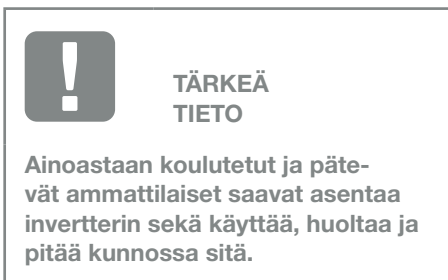 TÄRKEÄ
TIETO
Ainoastaan koulutetut ja päte-
vät ammattilaiset saavat asentaa
invertterin sekä käyttää, huoltaa ja
pitää kunnossa sitä.